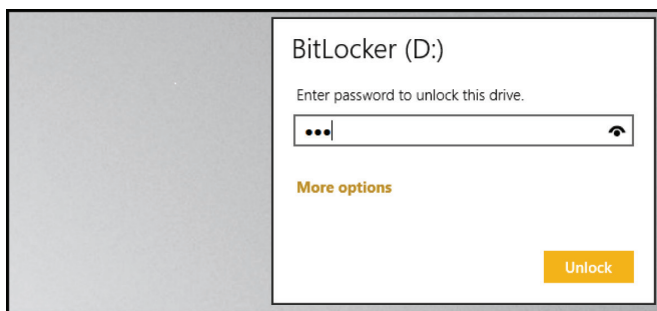 BitLocker (D:)
Enter password to unlock this drive.
•••
More options
Unlock